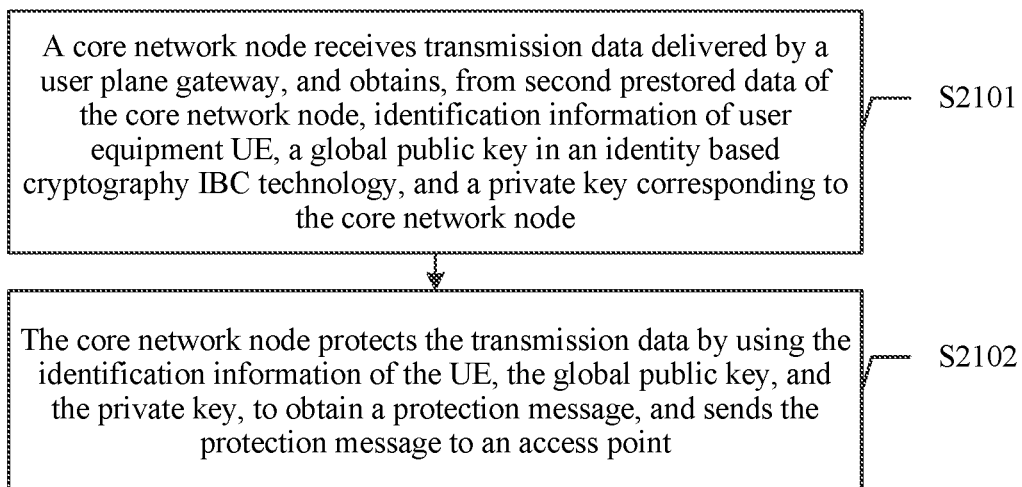 A core network node receives transmission data delivered by a
user plane gateway, and obtains, from second prestored data of
the core network node, identification information of user
equipment UE, a global public key in an identity based
cryptography IBC technology, and a private key corresponding to
the core network node
S2101
The core network node protects the transmission data by using the
identification information of the UE, the global public key, and
the private key, to obtain a protection message, and sends the
protection message to an access point
S2102